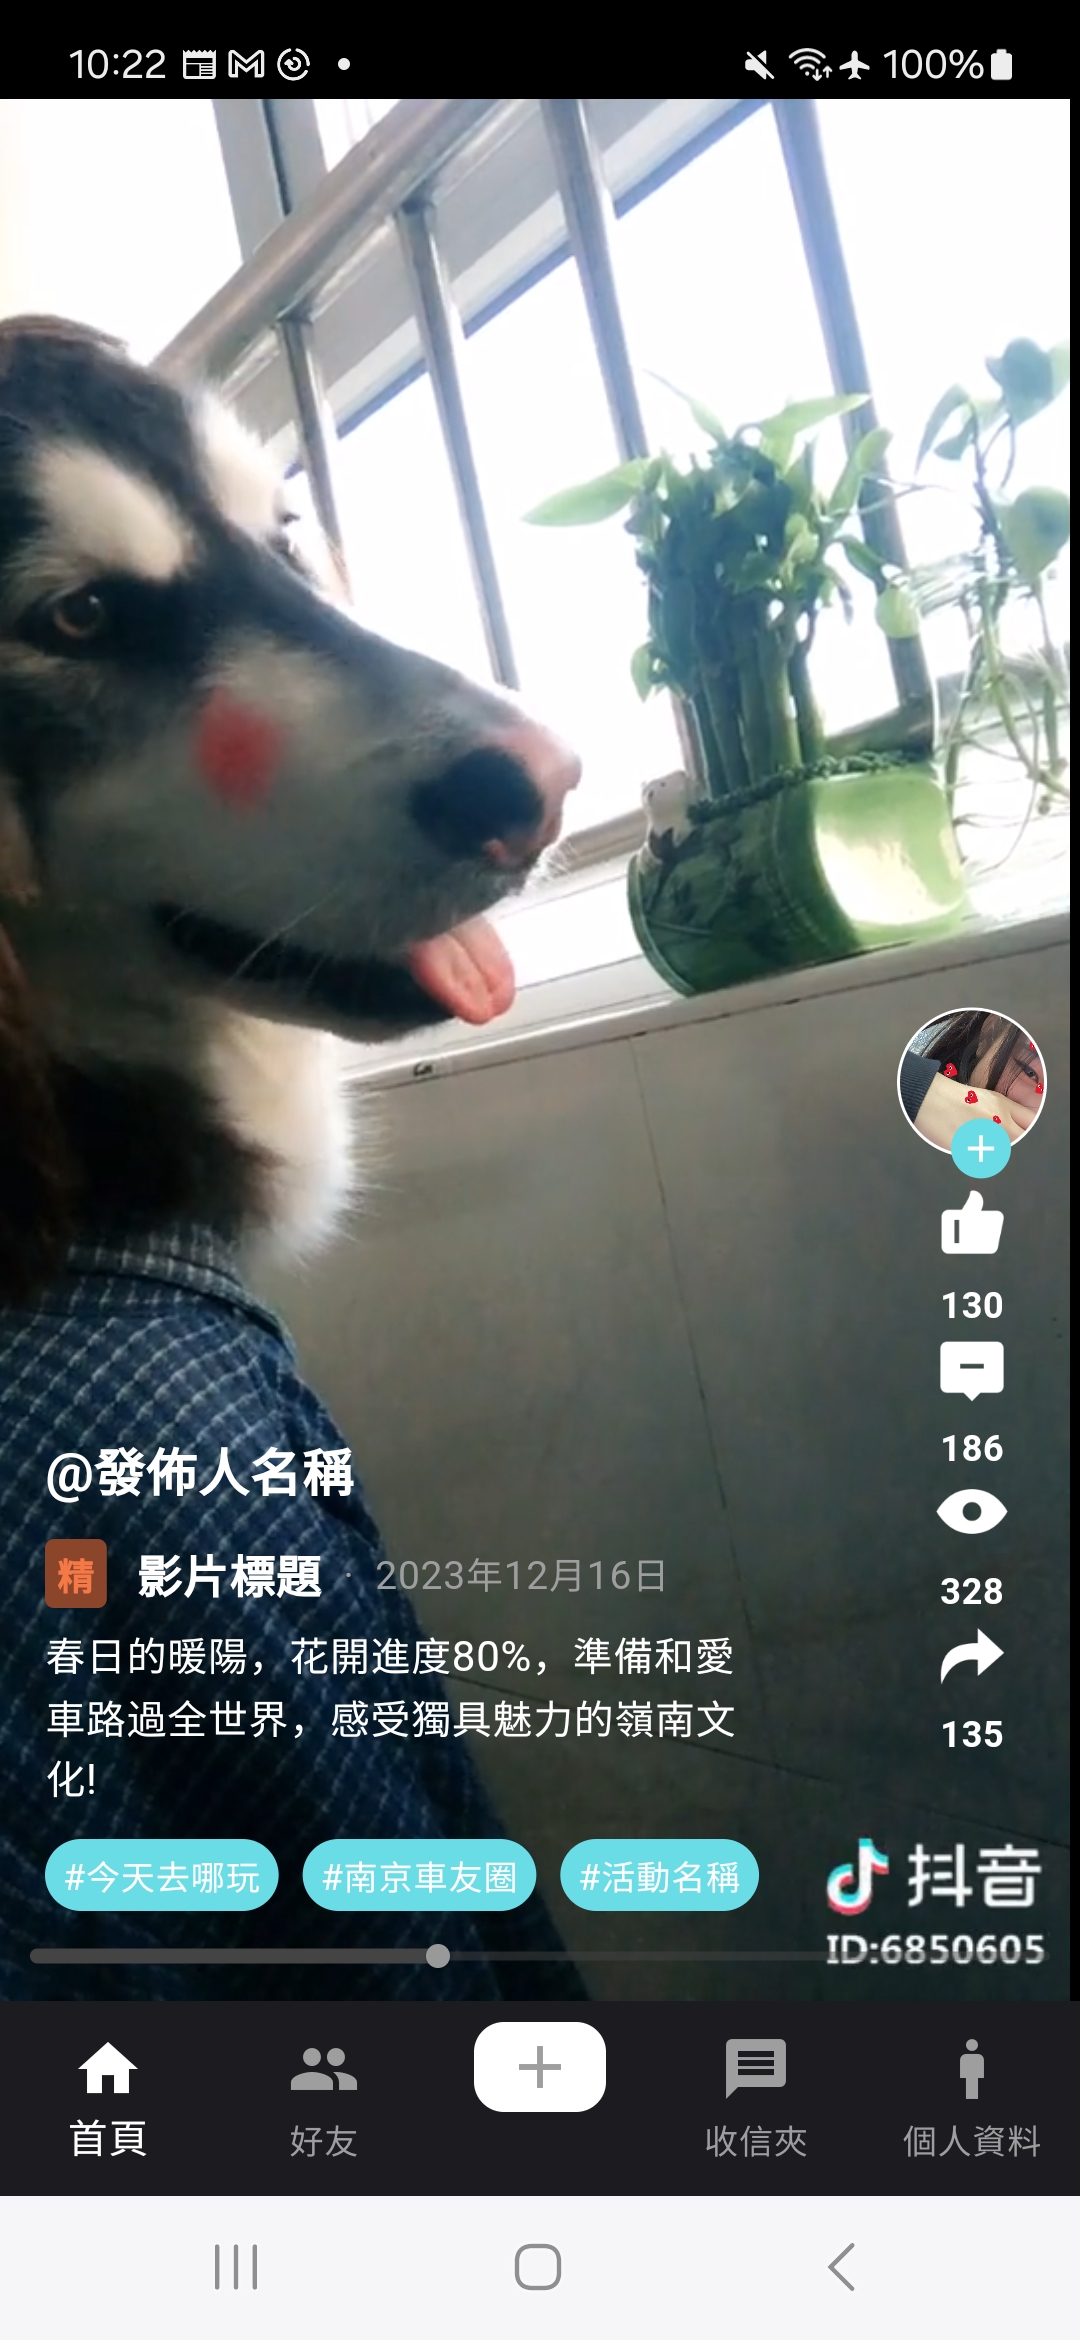 10:22
100%
130
186
328
135
@發佈人名稱
精 影片標題 · 2023年12月16日
春日的暖陽，花開進度80%，準備和愛
車路過全世界，感受獨具魅力的嶺南文
化!
#今天去哪玩 #南京車友圈 #活動名稱
抖音
ID:6850605
首頁 好友 收信夾 個人資料